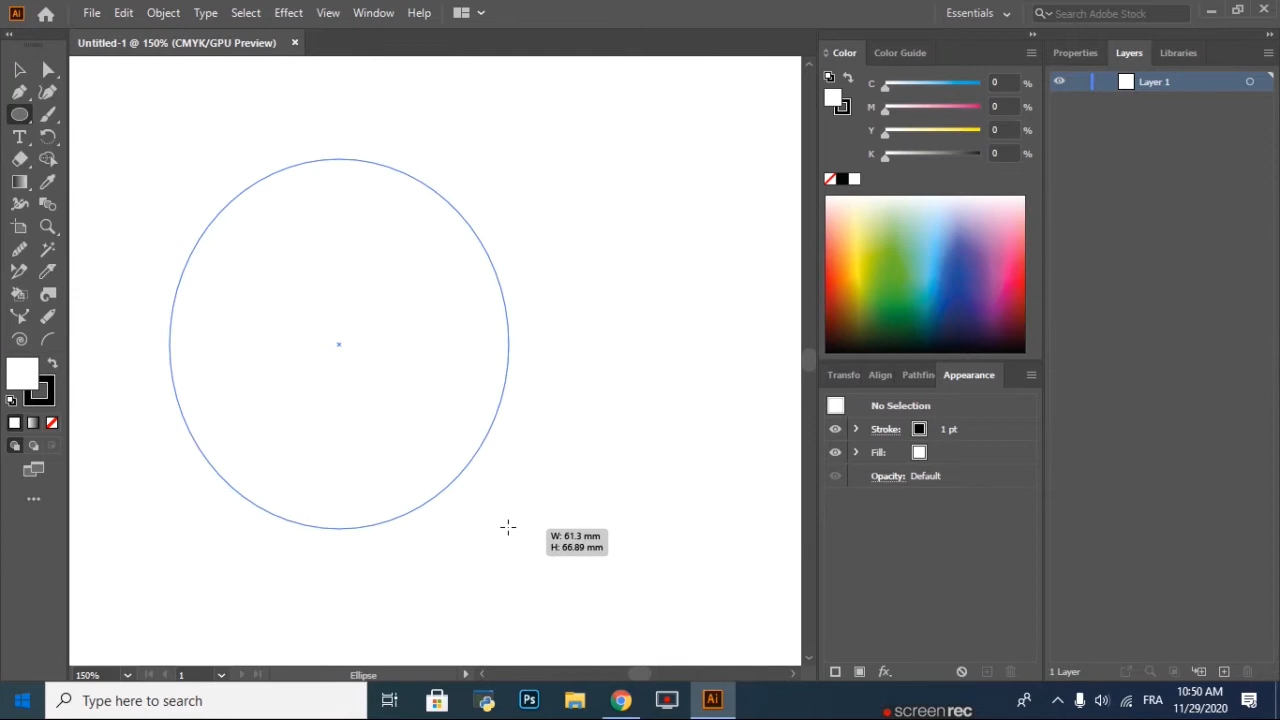 Ai File Edit Object Type Select Effect View Window Help Essentials Search Adobe Stock
Untitled-1 @ 150% (CMYK/GPU Preview) ×
Color Color Guide
Properties Layers Libraries
Layer 1
C 0 %
M 0 %
Y 0 %
K 0 %
T
W: 61.3 mm
H: 66.89 mm
Transfo Align Pathfin Appearance
No Selection
Stroke: 1 pt
Fill:
Opacity: Default
fx
150% 1 Ellipse
1 Layer
Type here to search
Ps
Ai
FRA
10:50 AM
11/29/2020
screenrec